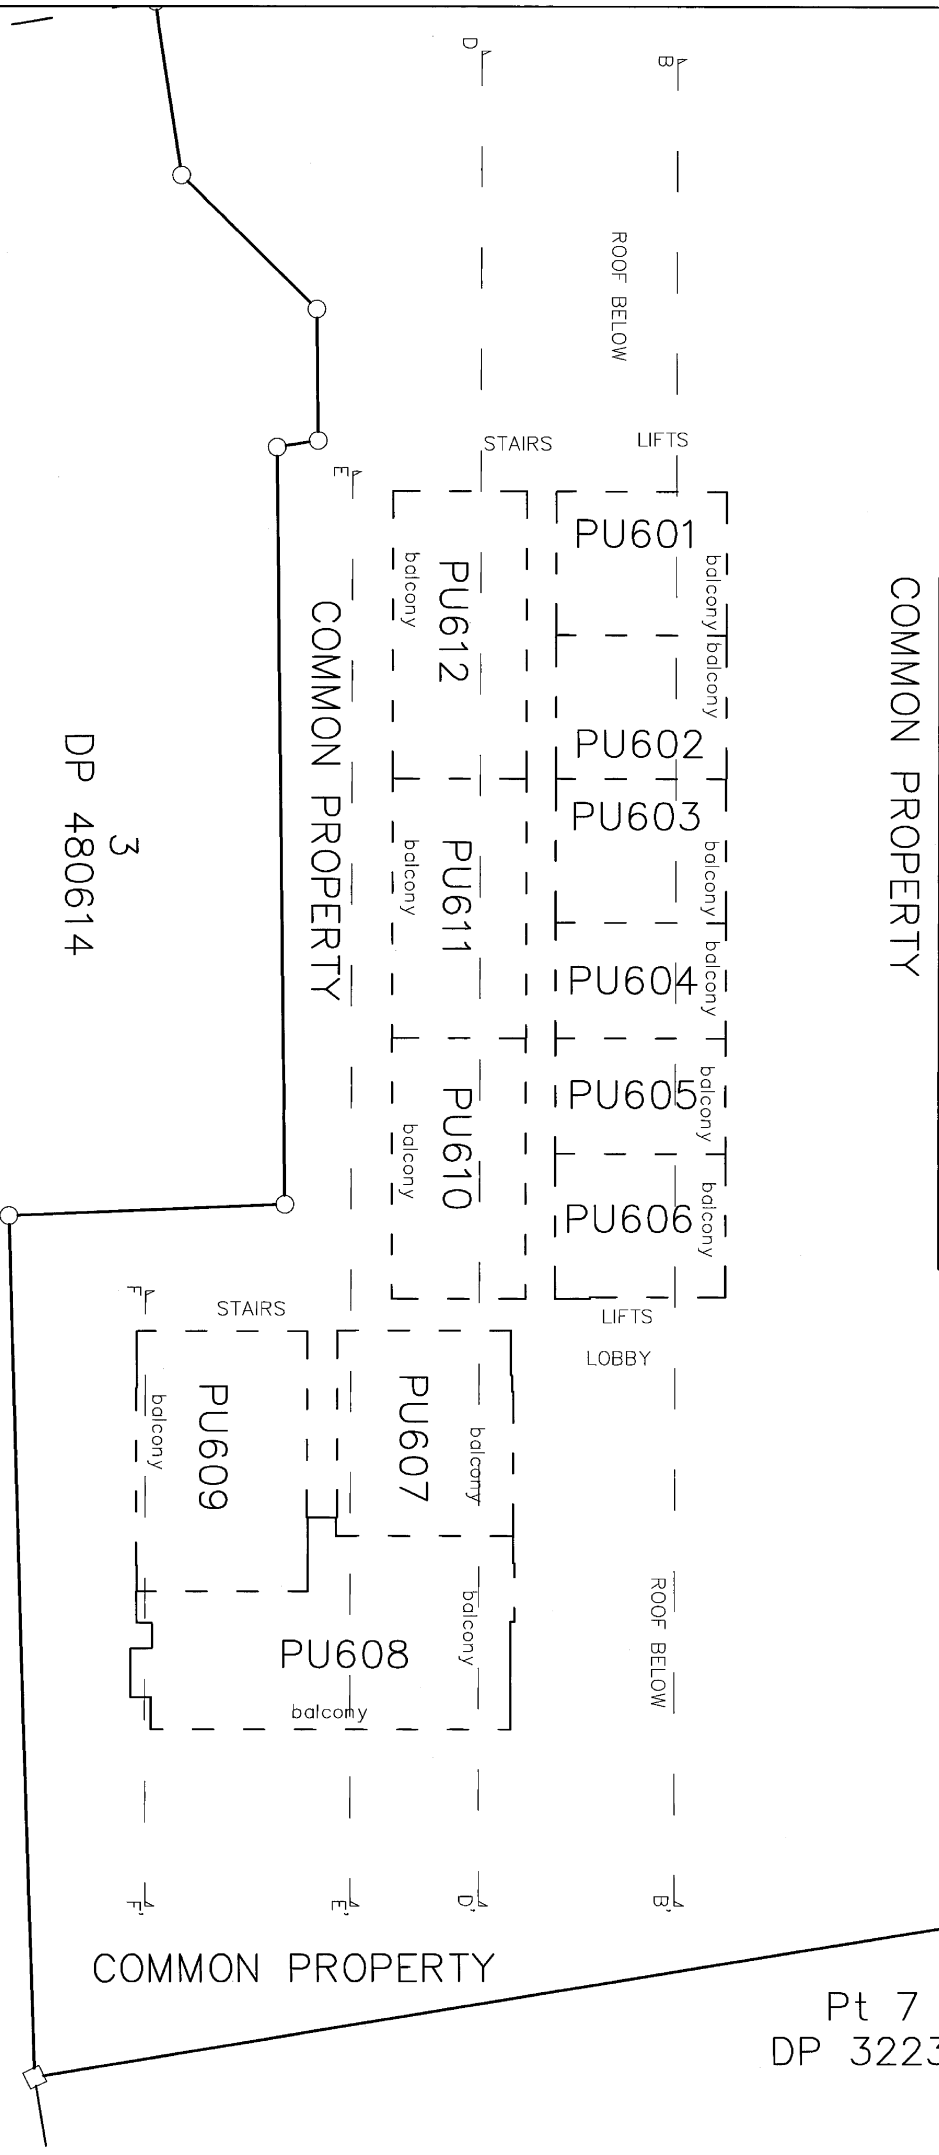 D
B
ROOF BELOW
STAIRS
LIFTS
E
PU612
balcony
PU601
balcony
PU602
balcony
COMMON PROPERTY
COMMON PROPERTY
PU611
balcony
PU603
balcony
3
DP 480614
PU604
balcony
PU610
balcony
PU605
balcony
PU606
balcony
F
STAIRS
LIFTS
LOBBY
PU609
balcony
PU607
balcony
PU608
balcony
balcony
ROOF BELOW
F'
E'
D'
B'
COMMON PROPERTY
Pt 7
DP 3223